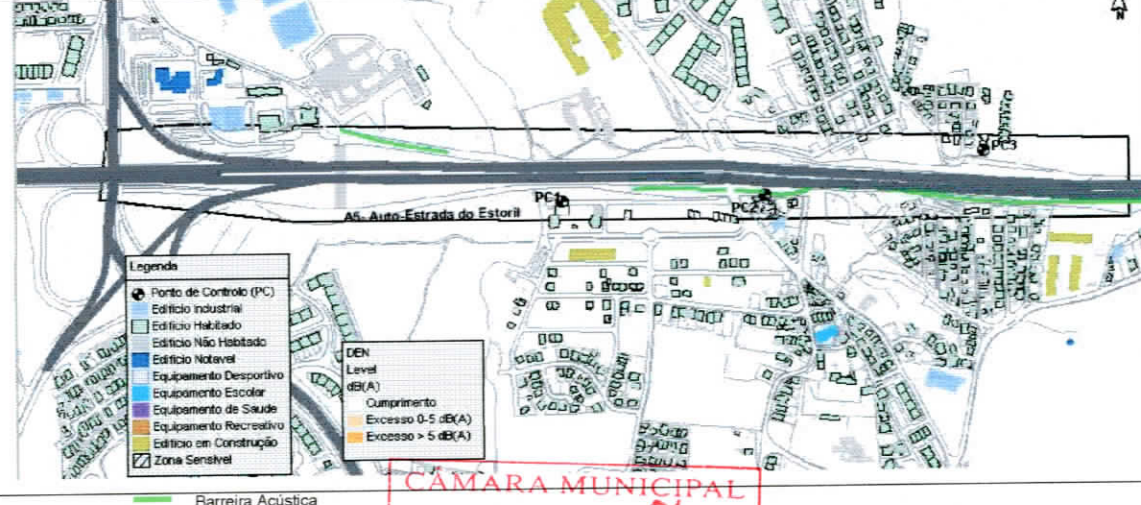 N
PC3
PC1
PC2
A5- Auto-Estrada do Estoril
Legenda
Ponto de Controlo (PC)
Edifício Industrial
Edifício Habitado
Edifício Não Habitado
Edifício Notavel
Equipamento Desportivo
Equipamento Escolar
Equipamento de Saude
Equipamento Recreativo
Edifício em Construção
Zona Sensível
DEN
Level
dB(A)
Cumprimento
Excesso 0-5 dB(A)
Excesso > 5 dB(A)
CÂMARA MUNICIPAL
Barreira Acústica